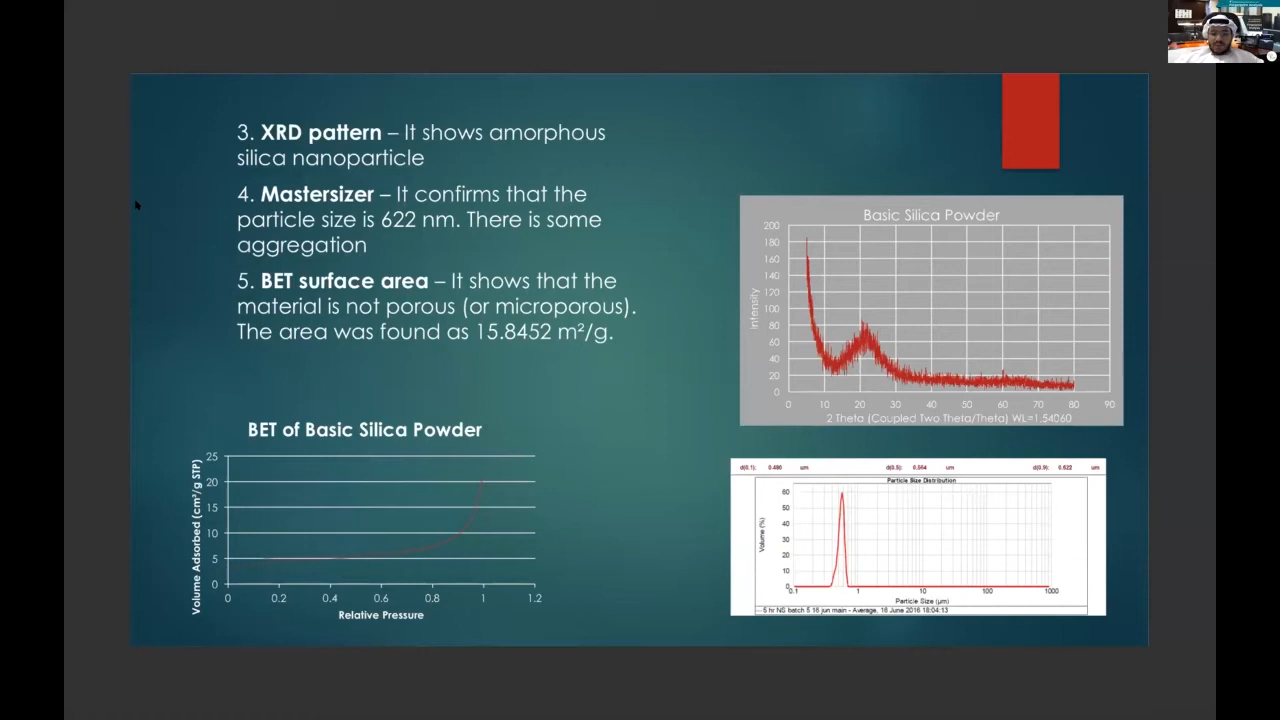 3. XRD pattern – It shows amorphous
silica nanoparticle
4. Mastersizer – It confirms that the
particle size is 622 nm. There is some
aggregation
5. BET surface area – It shows that the
material is not porous (or microporous).
The area was found as 15.8452 m²/g.
Basic Silica Powder
Intensity
200
180
160
140
120
100
80
60
40
20
0
0 10 20 30 40 50 60 70 80 90
2 Theta (Coupled Two Theta/Theta) WL=1.54060
BET of Basic Silica Powder
Volume Adsorbed (cm³/g STP)
25
20
15
10
5
0
0 0.2 0.4 0.6 0.8 1 1.2
Relative Pressure
d(0.1): 0.480 um d(0.5): 0.564 um d(0.9): 0.622 um
Particle Size Distribution
Volume (%)
60
50
40
30
20
10
0.1 1 10 100 1000
Particle Size (µm)
5 hr NS batch 5 16 jun main - Average, 16 June 2016 18:04:13